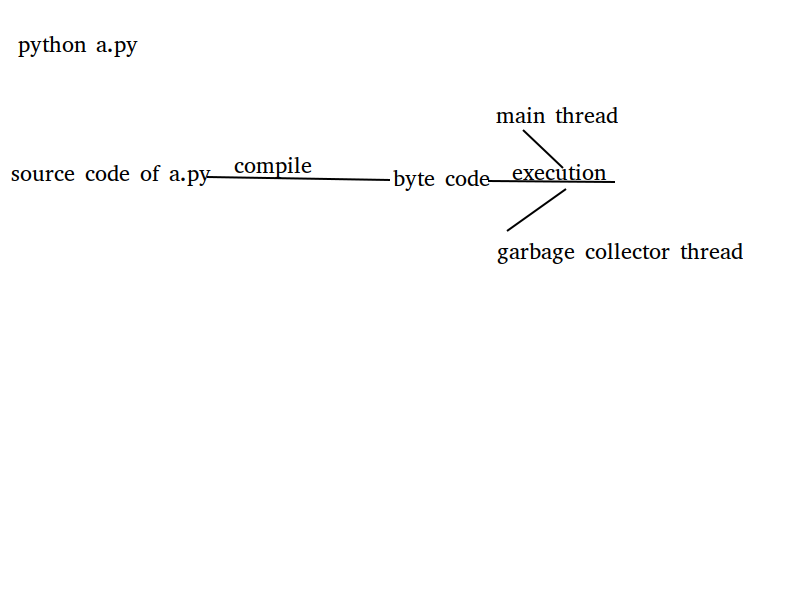 python a.py
main thread
source code of a.py compile byte code execution
garbage collector thread